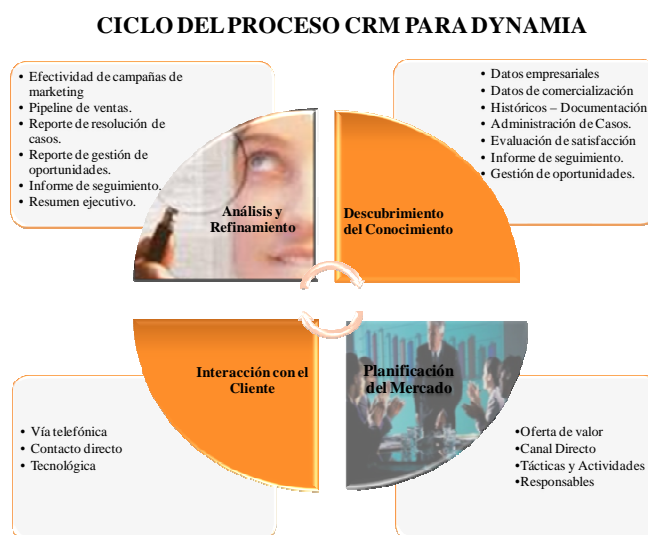 CICLO DEL PROCESO CRM PARA DYNAMIA
• Efectividad de campañas de
marketing
• Pipeline de ventas.
• Reporte de resolución de
casos.
• Reporte de gestión de
oportunidades.
• Informe de seguimiento.
• Resumen ejecutivo.
• Datos empresariales
• Datos de comercialización
• Históricos – Documentación
• Administración de Casos.
• Evaluación de satisfacción
• Informe de seguimiento.
• Gestión de oportunidades.
Análisis y
Refinamiento
Descubrimiento
del Conocimiento
Interacción con el
Cliente
Planificación
del Mercado
• Vía telefónica
• Contacto directo
• Tecnológica
•Oferta de valor
•Canal Directo
•Tácticas y Actividades
•Responsables